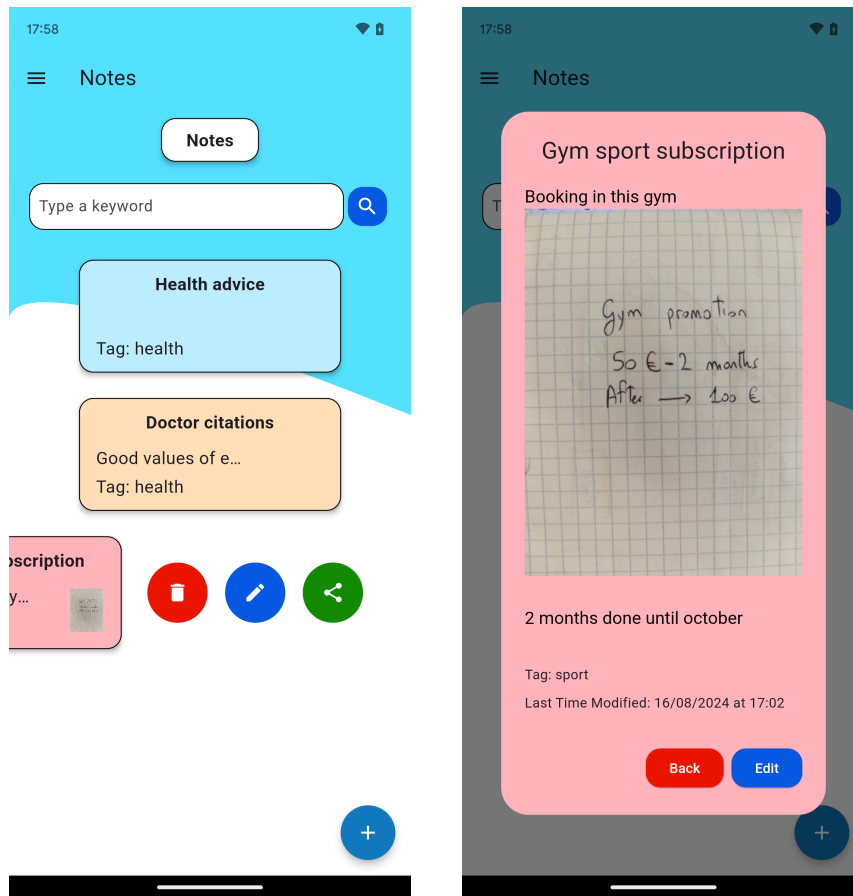 17:58
Notes
Notes
Type a keyword
Health advice
Tag: health
Doctor citations
Good values of e...
Tag: health
bscription
y...
17:58
Notes
T
Gym sport subscription
Booking in this gym
Gym promotion
50 € - 2 months
After → 100 €
2 months done until october
Tag: sport
Last Time Modified: 16/08/2024 at 17:02
Back
Edit